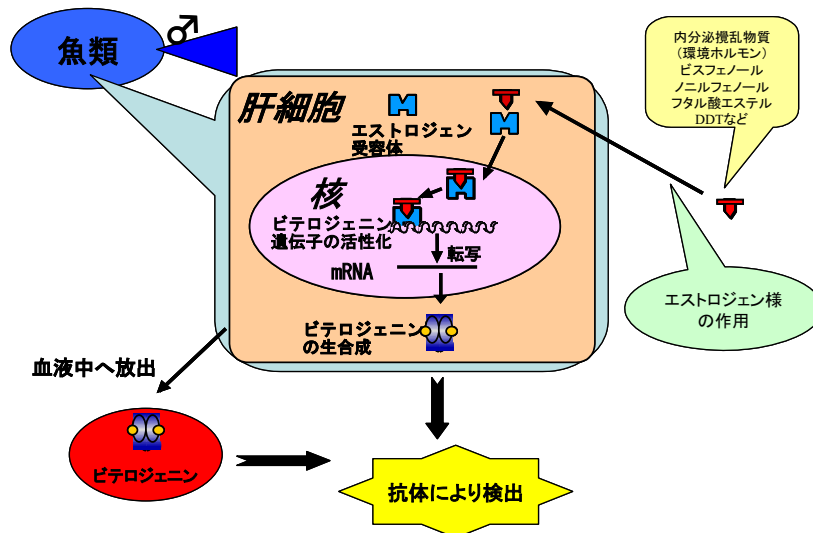 魚類
♂
内分泌攪乱物質
(環境ホルモン)
ビスフェノール
ノニルフェノール
フタル酸エステル
DDTなど
肝細胞
エストロジェン
受容体
核
ビテロジェニン
遺伝子の活性化
転写
mRNA
エストロジェン様
の作用
ビテロジェニン
の生合成
血液中へ放出
ビテロジェニン
抗体により検出